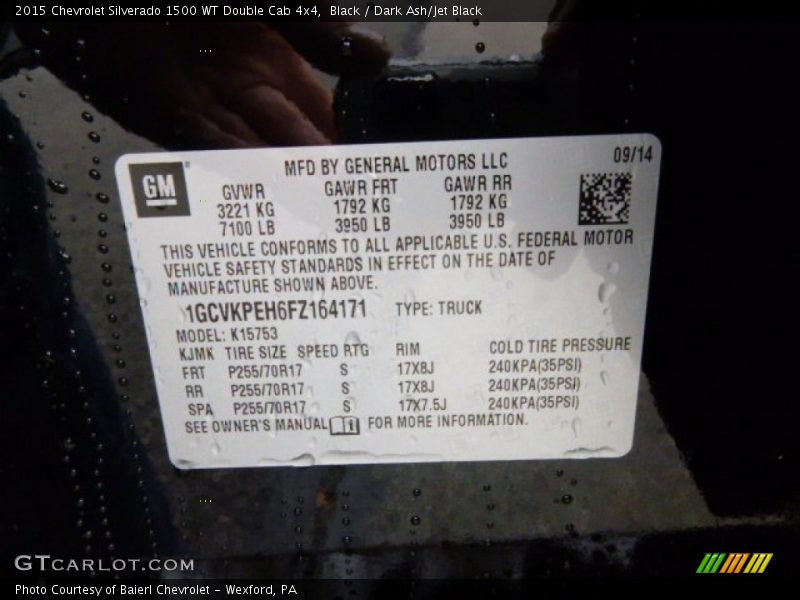 2015 Chevrolet Silverado 1500 WT Double Cab 4x4, Black / Dark Ash/Jet Black
MFD BY GENERAL MOTORS LLC 09/14
GM
GVWR GAWR FRT GAWR RR
3221 KG 1792 KG 1792 KG
7100 LB 3950 LB 3950 LB
THIS VEHICLE CONFORMS TO ALL APPLICABLE U.S. FEDERAL MOTOR
VEHICLE SAFETY STANDARDS IN EFFECT ON THE DATE OF
MANUFACTURE SHOWN ABOVE.
1GCVKPEH6FZ164171 TYPE: TRUCK
MODEL: K15753
KJMK TIRE SIZE SPEED RTG RIM COLD TIRE PRESSURE
FRT P255/70R17 S 17X8J 240KPA(35PSI)
RR P255/70R17 S 17X8J 240KPA(35PSI)
SPA P255/70R17 S 17X7.5J 240KPA(35PSI)
SEE OWNER'S MANUAL FOR MORE INFORMATION.
GTCARLOT.COM
Photo Courtesy of Baierl Chevrolet - Wexford, PA